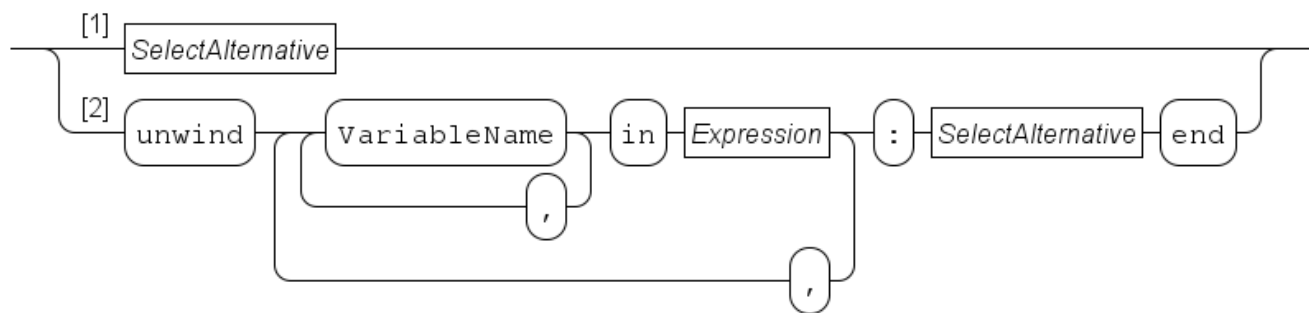 [1] SelectAlternative
[2] unwind VariableName in Expression : SelectAlternative end
,
,